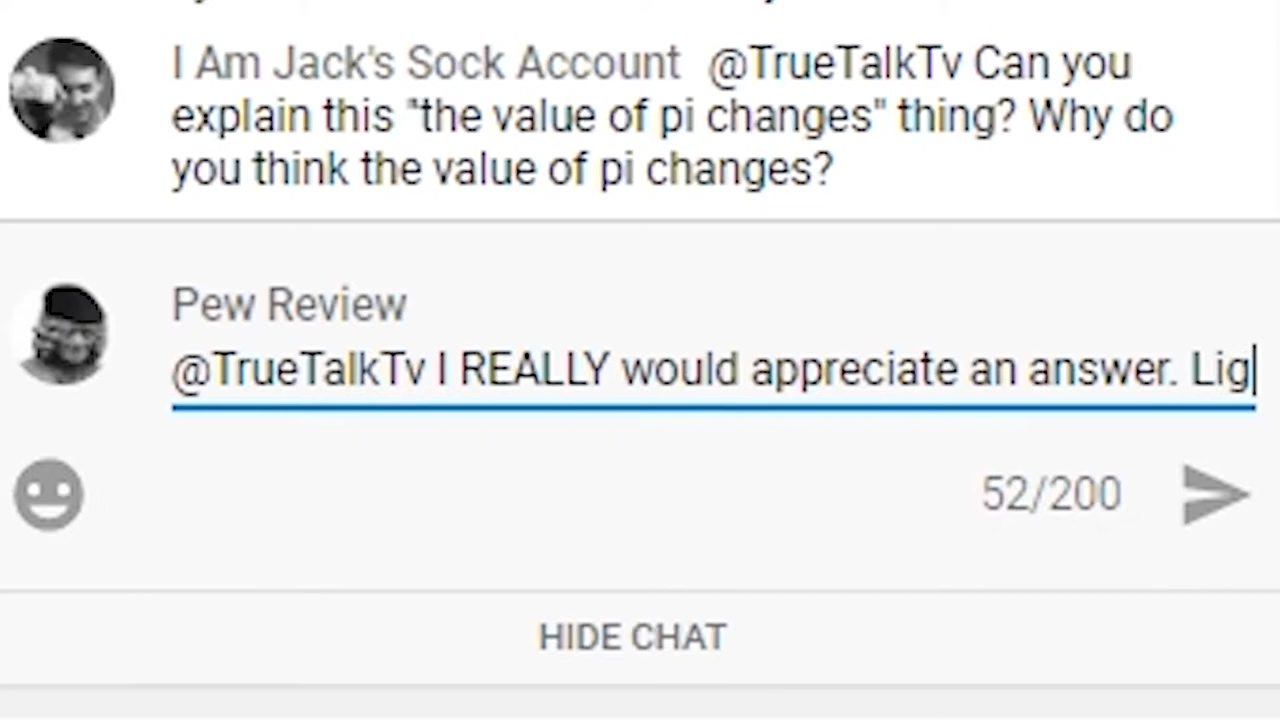 I Am Jack's Sock Account @TrueTalkTv Can you
explain this "the value of pi changes" thing? Why do
you think the value of pi changes?
Pew Review
@TrueTalkTv I REALLY would appreciate an answer. Lig
52/200
HIDE CHAT